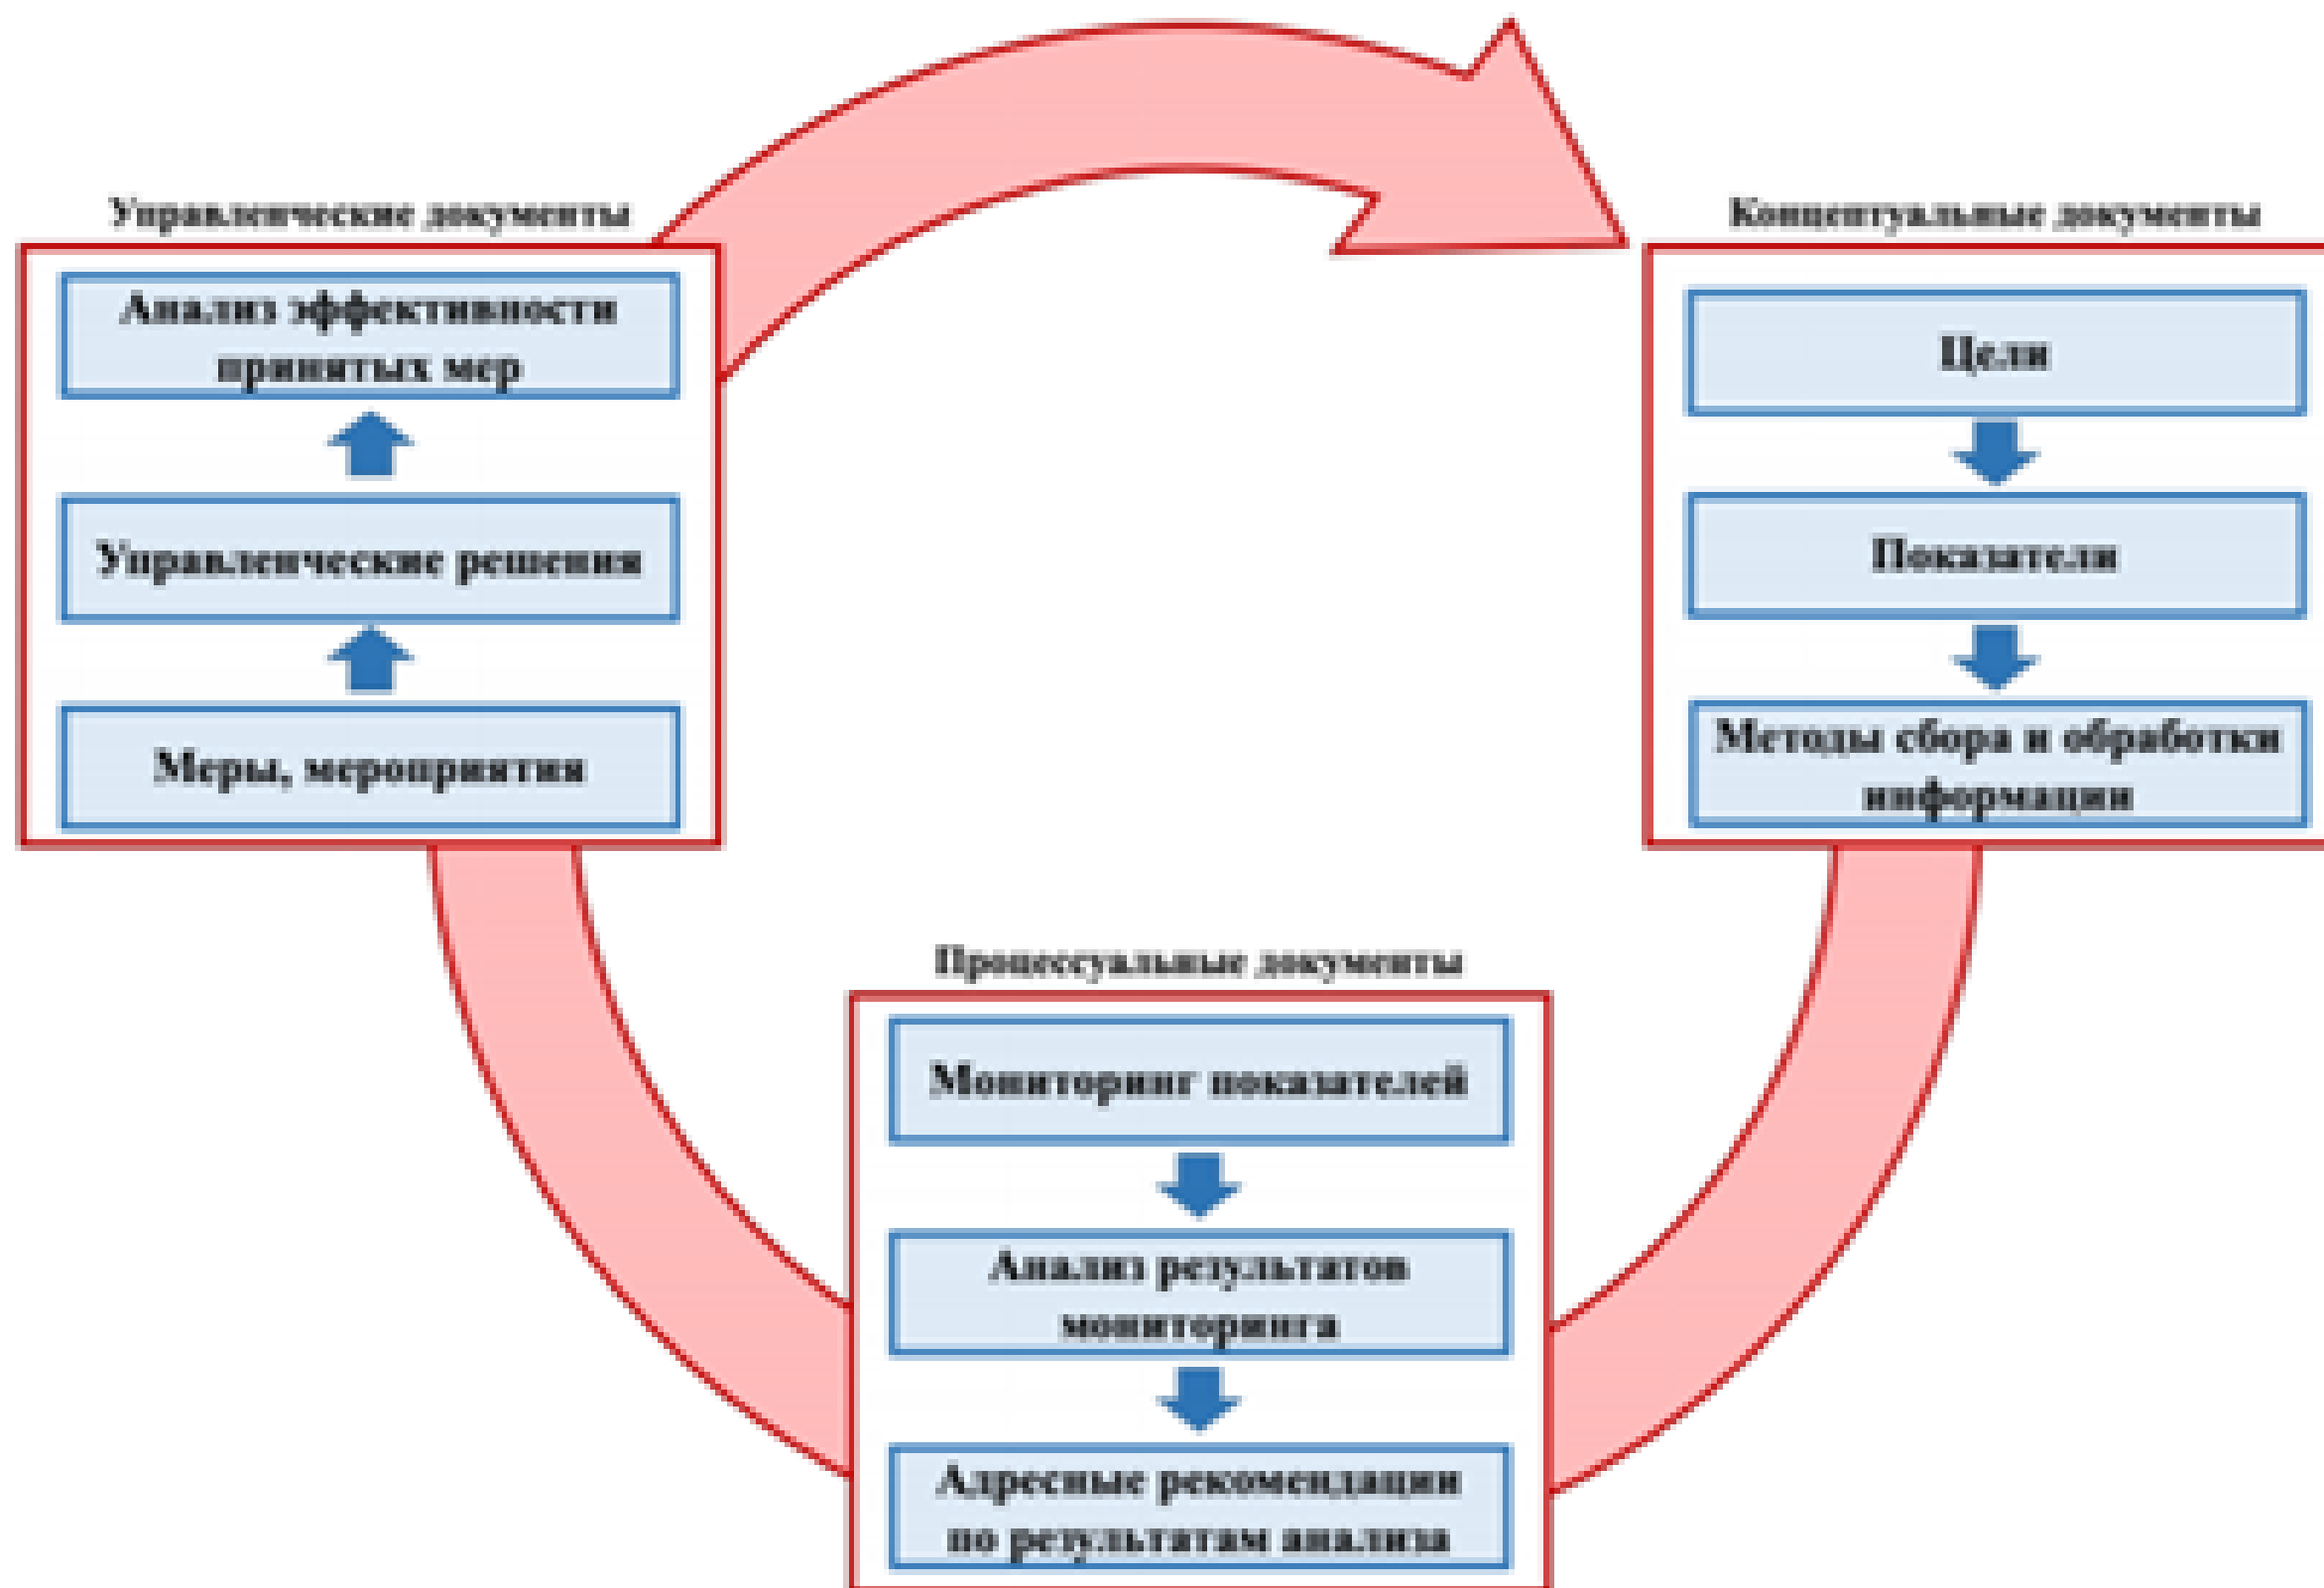 Управленческие документы
Анализ эффективности
принятых мер
Управленческие решения
Меры, мероприятия
Концептуальные документы
Цели
Показатели
Методы сбора и обработки
информации
Процессуальные документы
Мониторинг показателей
Анализ результатов
мониторинга
Адресные рекомендации
по результатам анализа